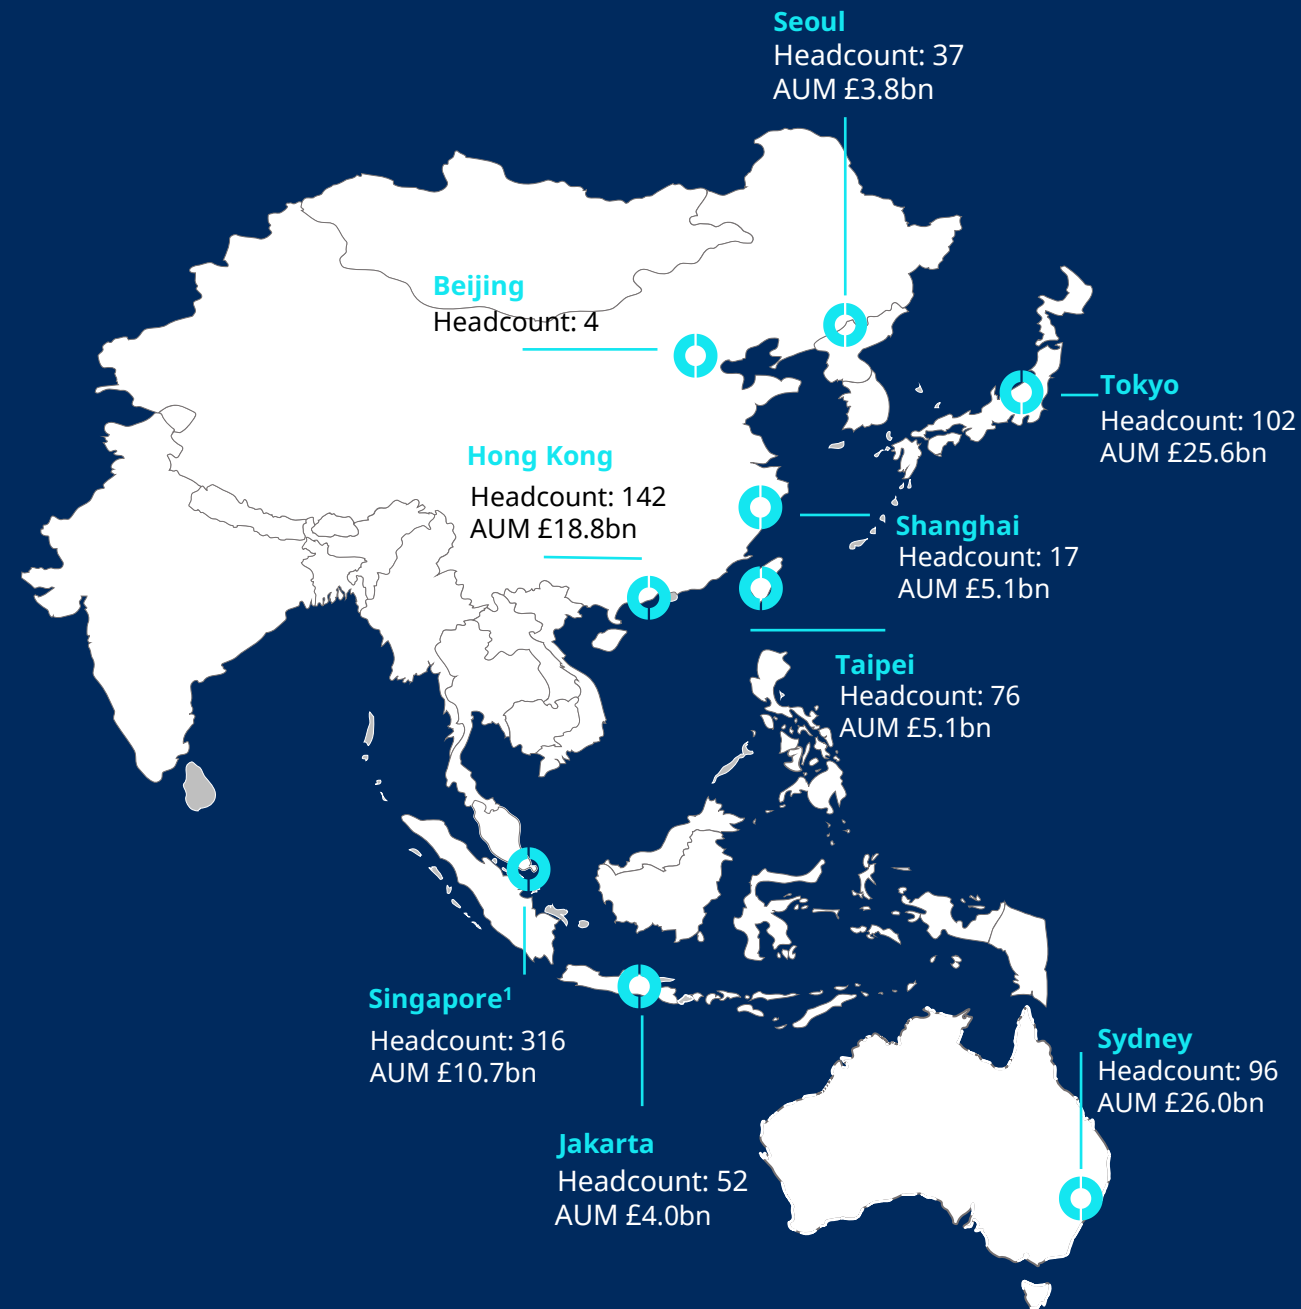 Seoul
Headcount: 37
AUM £3.8bn
Beijing
Headcount: 4
Tokyo
Headcount: 102
AUM £25.6bn
Hong Kong
Headcount: 142
AUM £18.8bn
Shanghai
Headcount: 17
AUM £5.1bn
Taipei
Headcount: 76
AUM £5.1bn
Singapore¹
Headcount: 316
AUM £10.7bn
Sydney
Headcount: 96
AUM £26.0bn
Jakarta
Headcount: 52
AUM £4.0bn